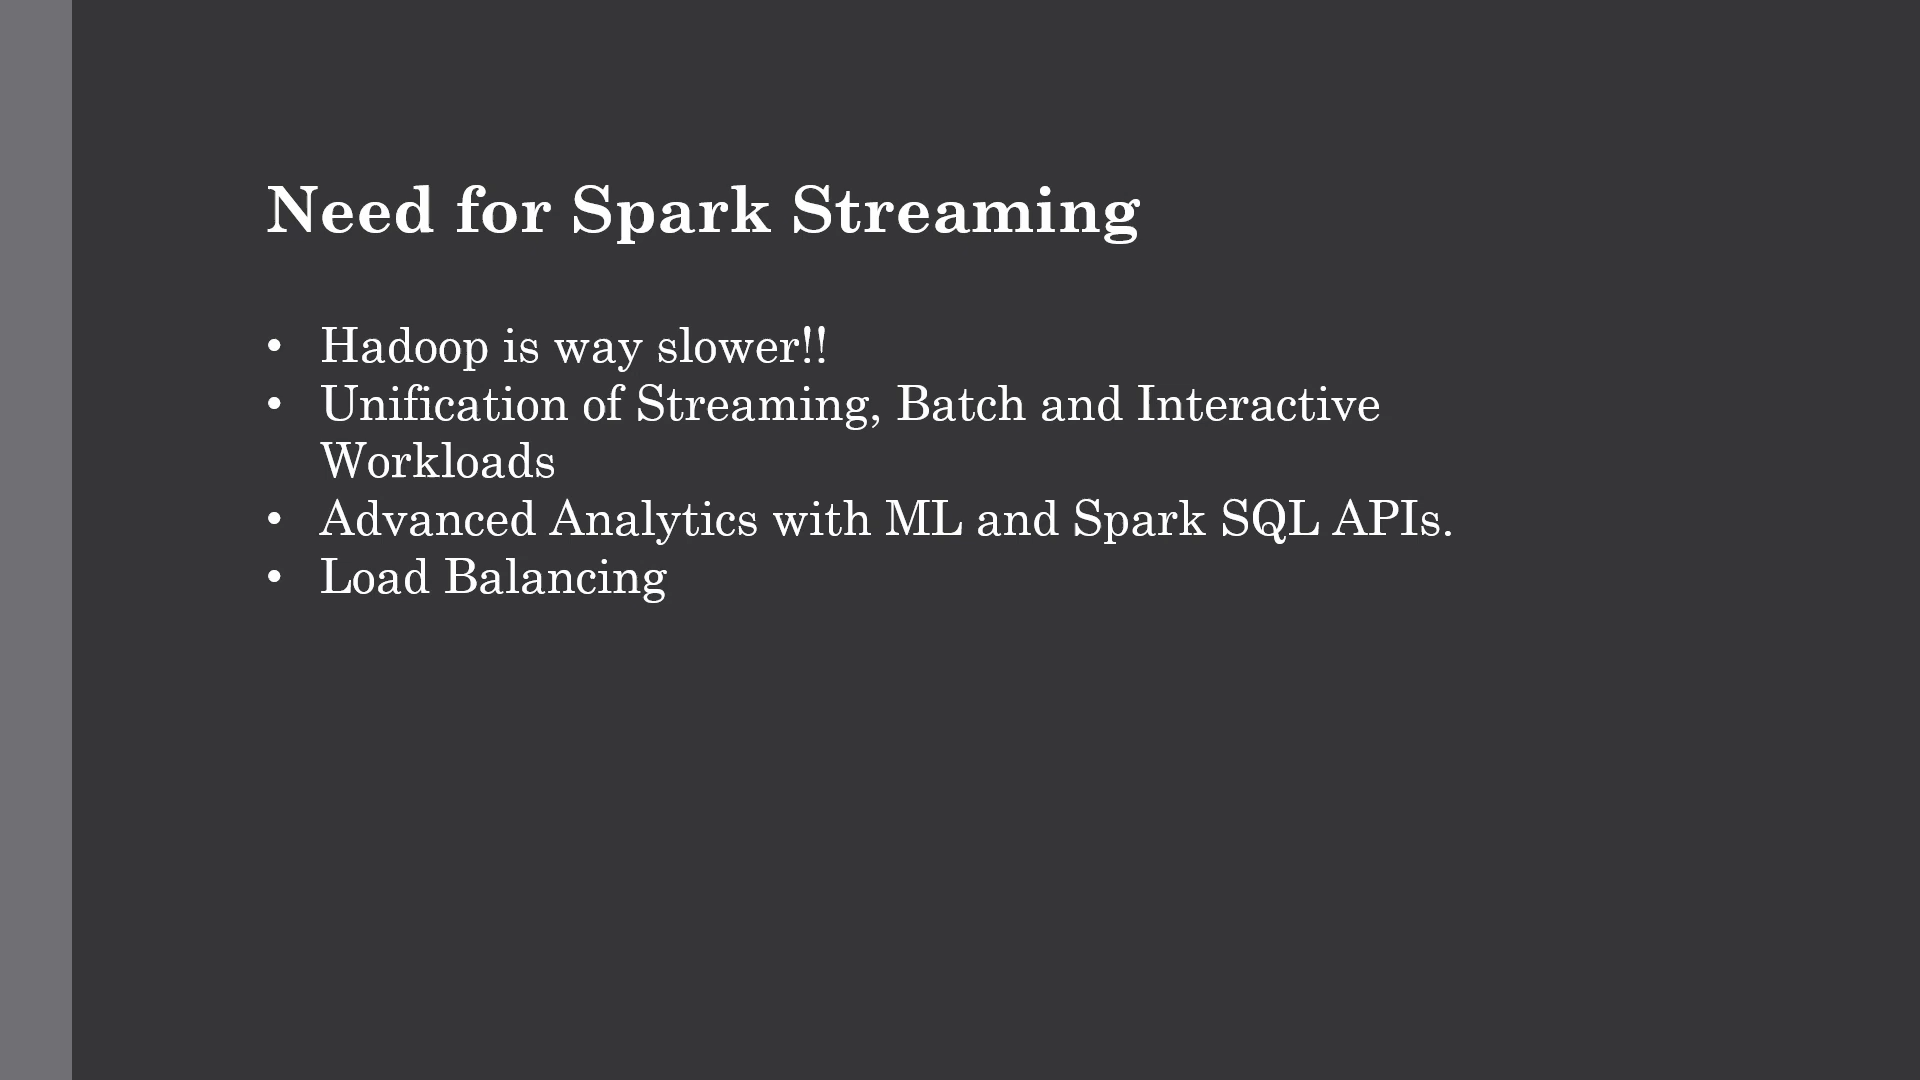 Need for Spark Streaming
• Hadoop is way slower!!
• Unification of Streaming, Batch and Interactive
Workloads
• Advanced Analytics with ML and Spark SQL APIs.
• Load Balancing